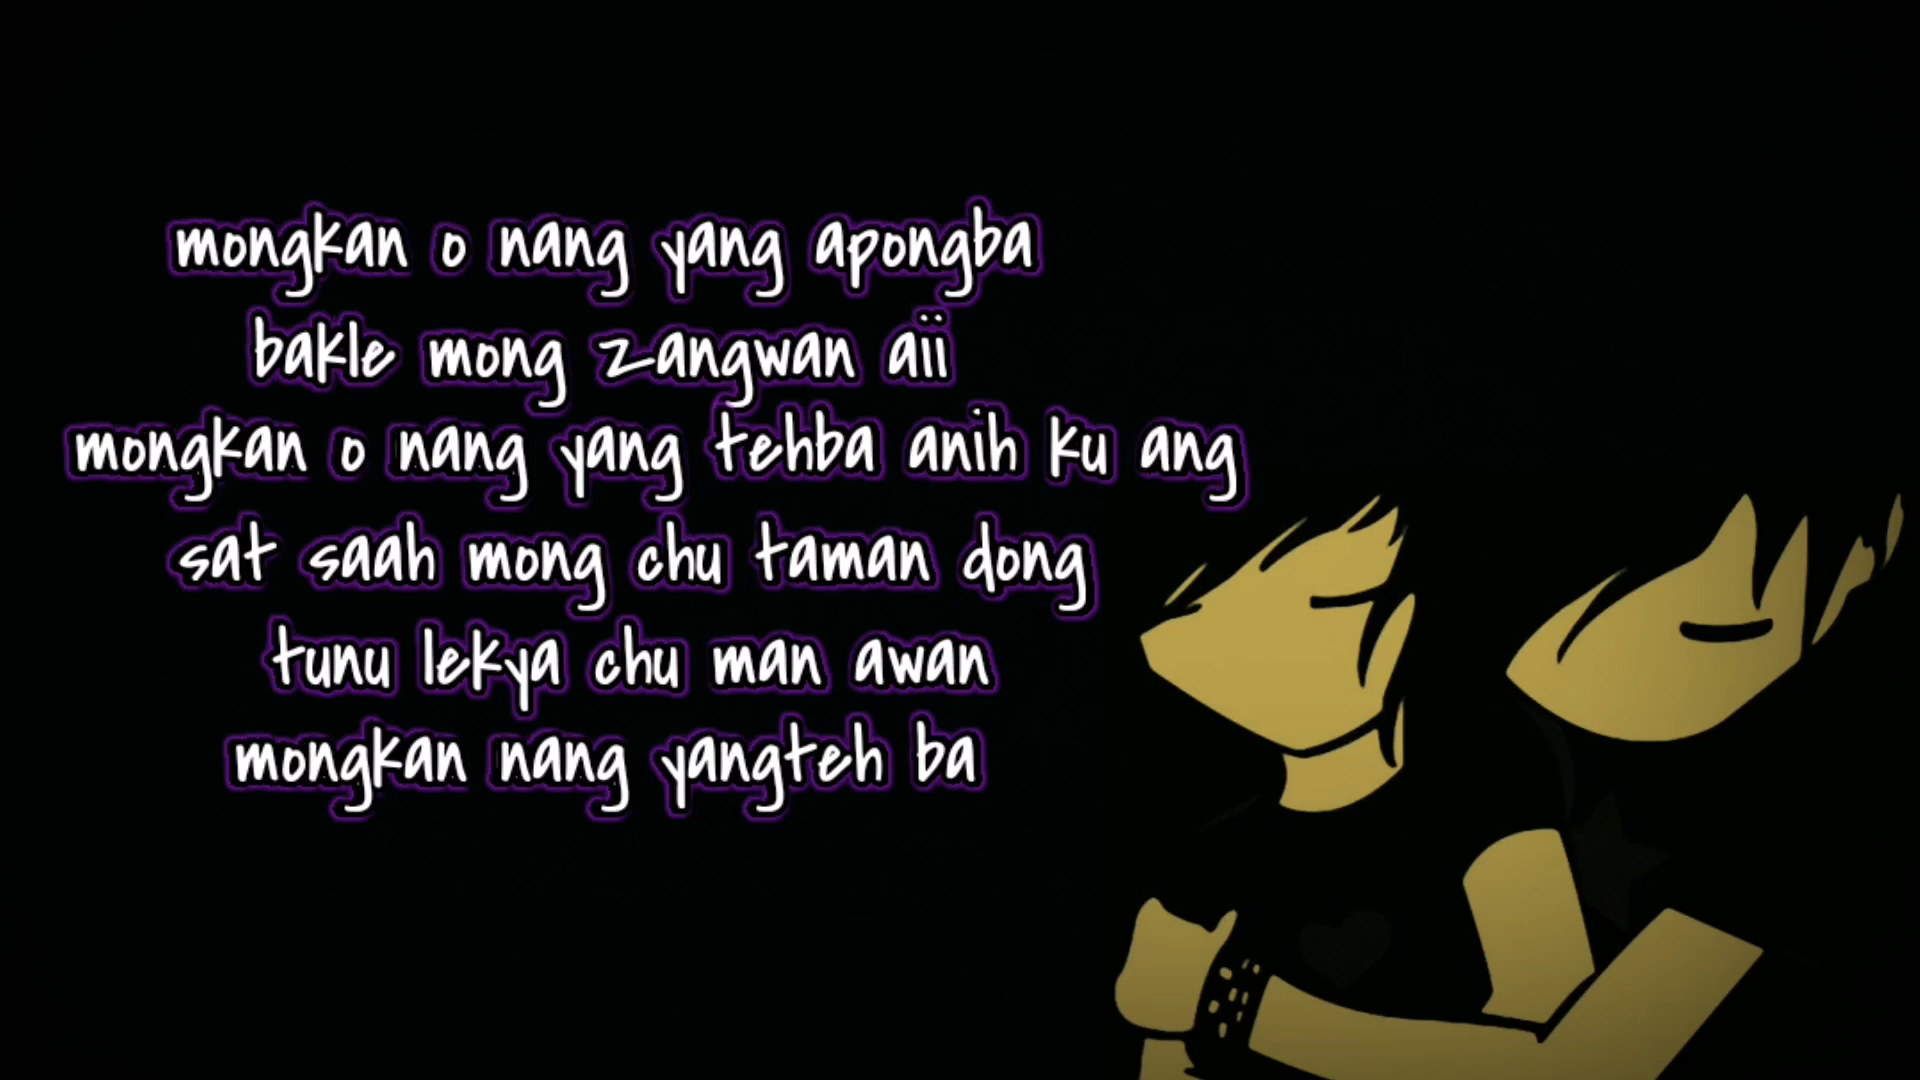 mongkan o nang yang apongba
bakle mong zangwan aii
mongkan o nang yang tehba anih ku ang
sat saah mong chu taman dong
tunu lekya chu man awan
mongkan nang yangteh ba